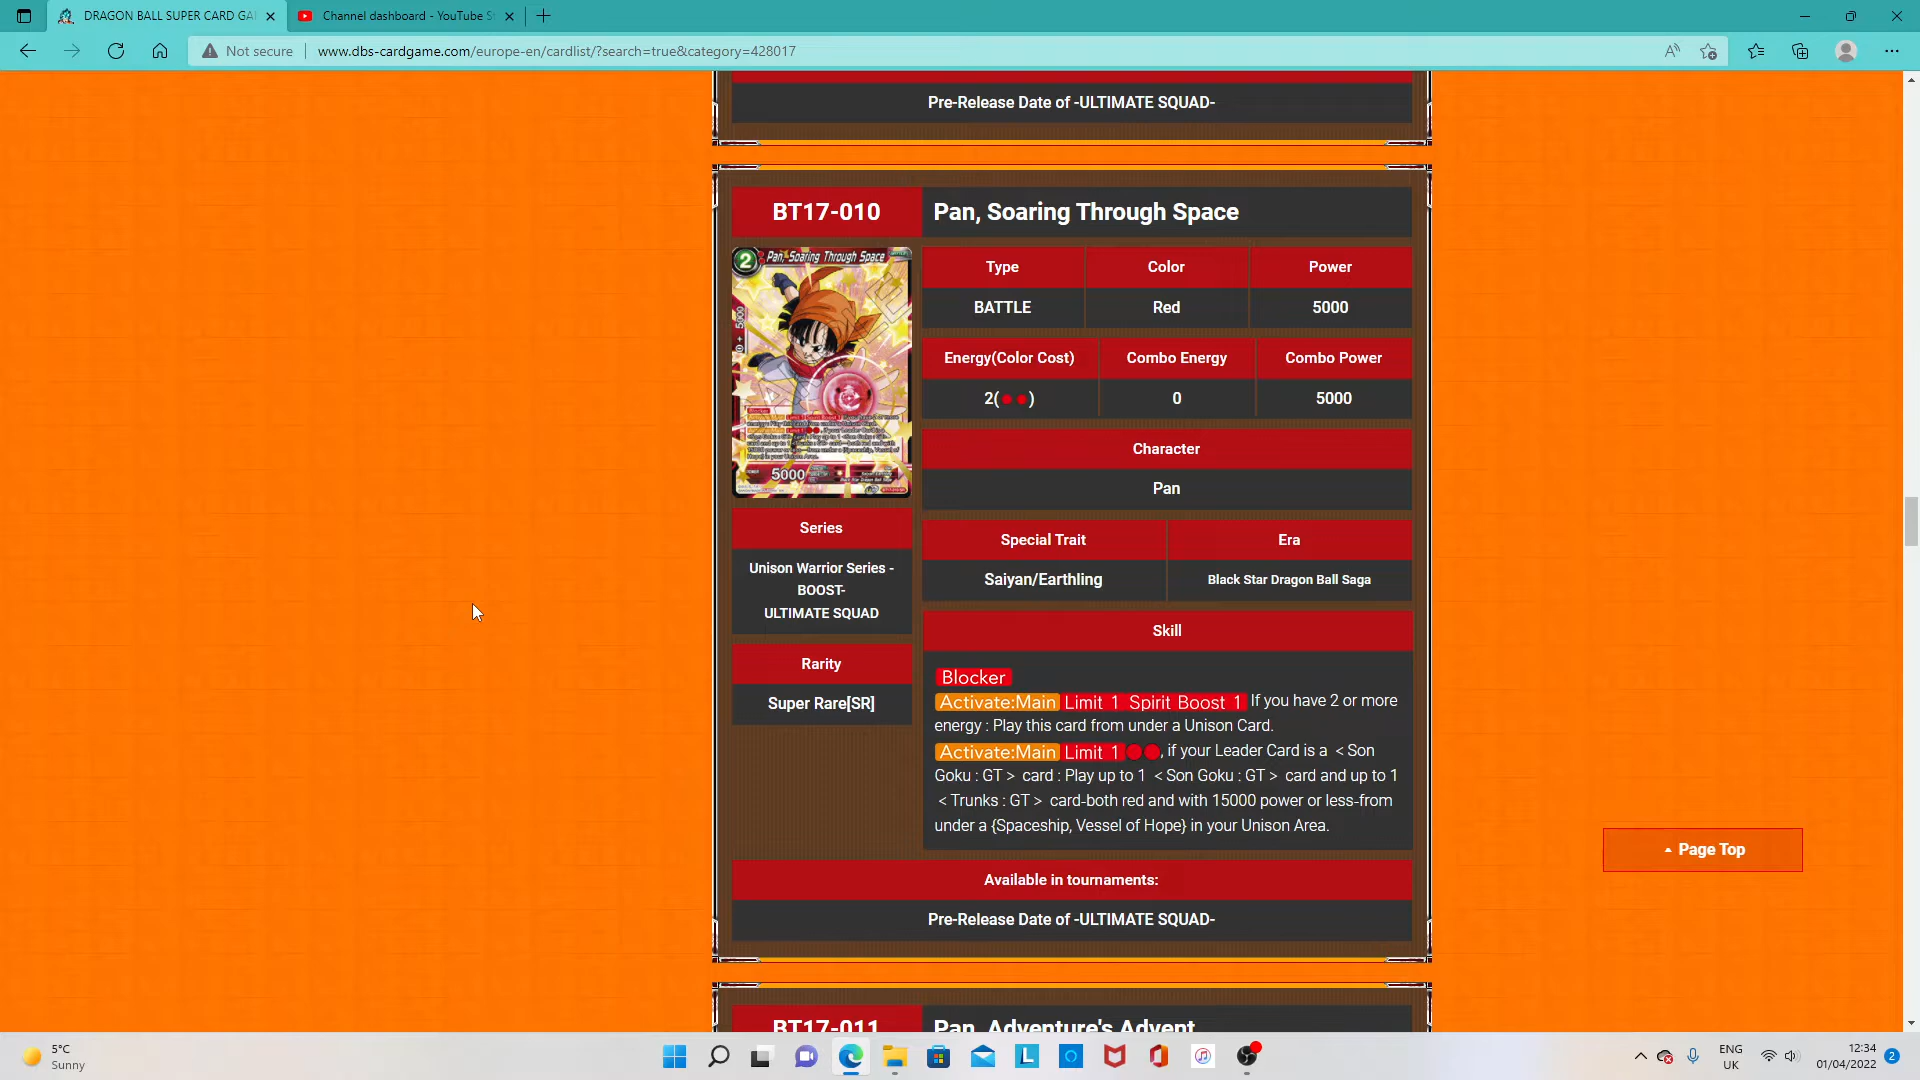 DRAGON BALL SUPER CARD GA
Channel dashboard - YouTube S
Not secure
www.dbs-cardgame.com/europe-en/cardlist/?search=true&category=428017
Pre-Release Date of -ULTIMATE SQUAD-
BT17-010
Pan, Soaring Through Space
2
Pan, Soaring Through Space
5000
Blocker
5000
Type
Color
Power
BATTLE
Red
5000
Energy(Color Cost)
Combo Energy
Combo Power
2( )
0
5000
Character
Pan
Special Trait
Era
Saiyan/Earthling
Black Star Dragon Ball Saga
Series
Unison Warrior Series -
BOOST-
ULTIMATE SQUAD
Rarity
Super Rare[SR]
Skill
Blocker
Activate:Main Limit 1 Spirit Boost 1 If you have 2 or more
energy : Play this card from under a Unison Card.
Activate:Main Limit 1 , if your Leader Card is a < Son
Goku : GT > card : Play up to 1 < Son Goku : GT > card and up to 1
< Trunks : GT > card-both red and with 15000 power or less-from
under a {Spaceship, Vessel of Hope} in your Unison Area.
Available in tournaments:
Pre-Release Date of -ULTIMATE SQUAD-
Page Top
BT17-011
Pan, Adventure's Advent
5°C
Sunny
L
ENG
UK
12:34
01/04/2022
2